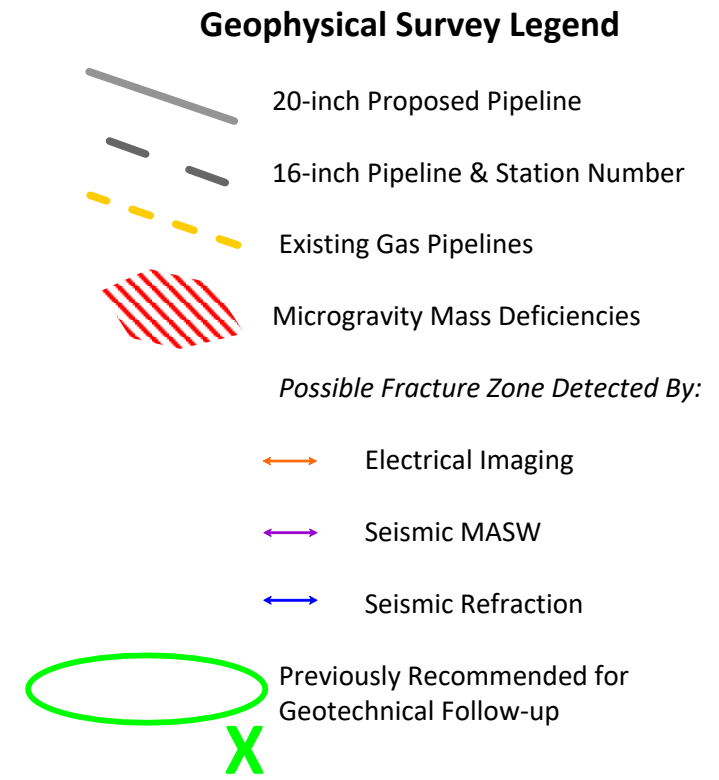 Geophysical Survey Legend
20-inch Proposed Pipeline
16-inch Pipeline & Station Number
Existing Gas Pipelines
Microgravity Mass Deficiencies
Possible Fracture Zone Detected By:
Electrical Imaging
Seismic MASW
Seismic Refraction
Previously Recommended for
Geotechnical Follow-up
X